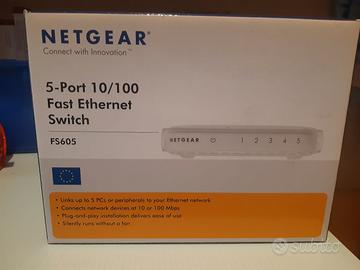 NETGEAR®
Connect with Innovation™
5-Port 10/100
Fast Ethernet
Switch
FS605
NETGEAR 1 2 3 4 5
• Links up to 5 PCs or peripherals to your Ethernet network
• Connects network devices at 10 or 100 Mbps
• Plug-and-play installation delivers ease of use
• Silently runs without a fan
subito